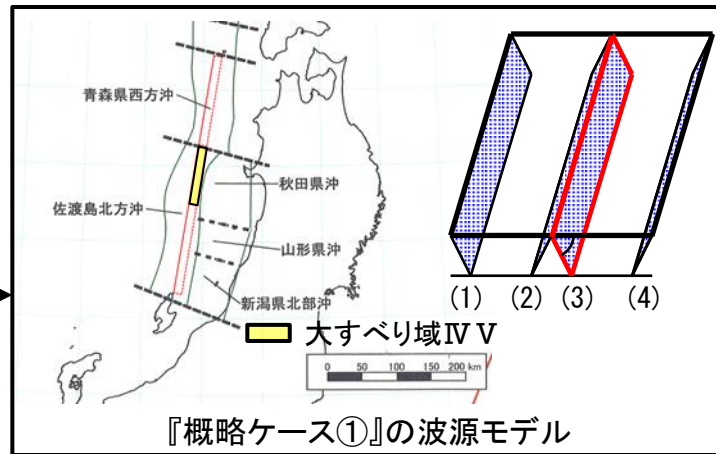 青森県西方沖
秋田県沖
佐渡島北方沖
山形県沖
新潟県北部沖
大すべり域ⅣⅤ
0 50 100 150 200 km
(1) (2) (3) (4)
『概略ケース①』の波源モデル